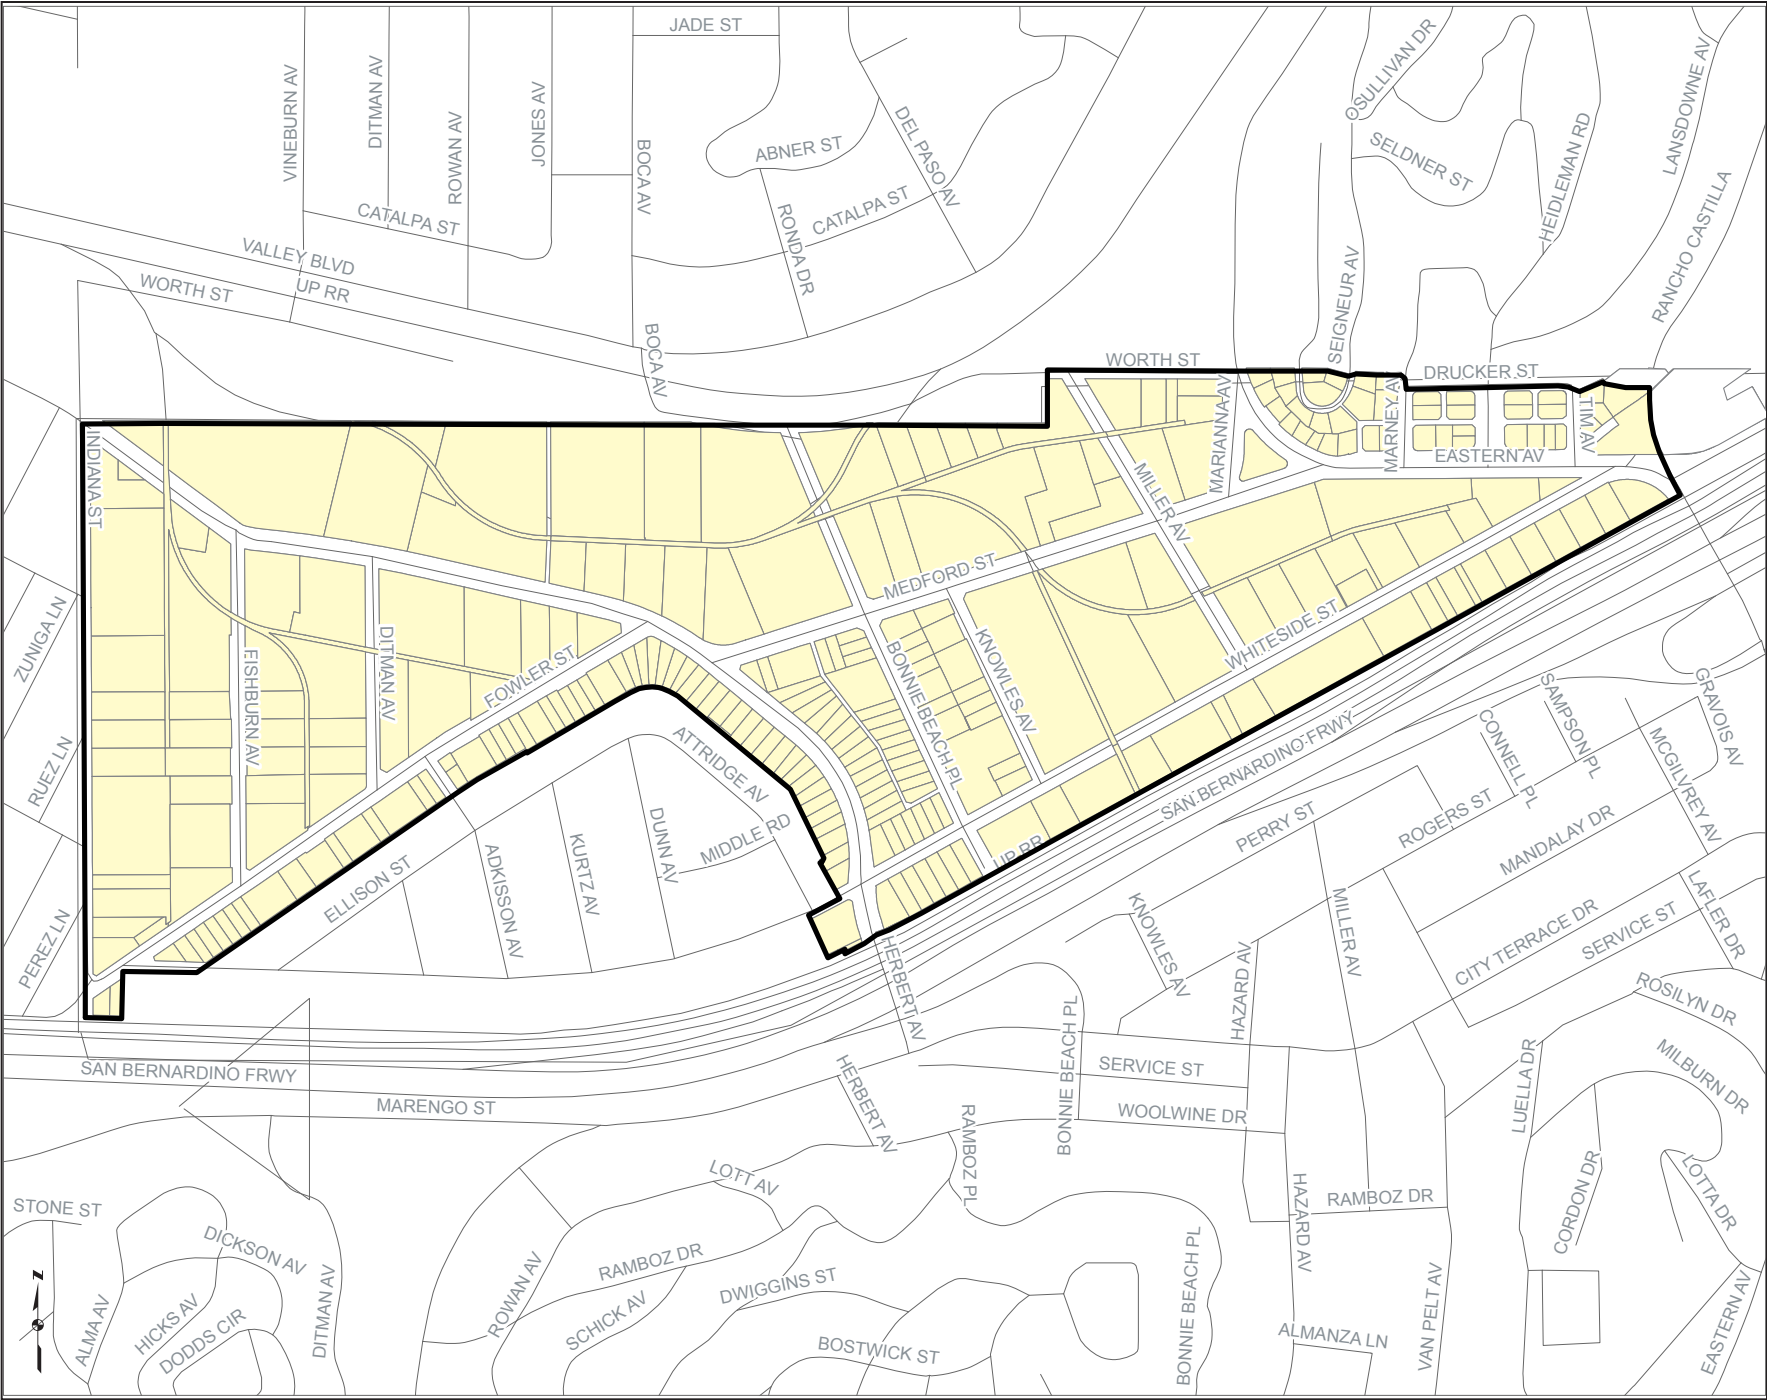 JADE ST
OSULLIVAN DR
VINEBURN AV
DITMAN AV
ROWAN AV
JONES AV
BOCA AV
ABNER ST
DEL PASO AV
SELDNER ST
HEIDLEMAN RD
LANSDOWNE AV
RANCHO CASTILLA
CATALPA ST
CATALPA ST
RONDA DR
VALLEY BLVD
UP RR
WORTH ST
SEIGNEUR AV
BOCA AV
WORTH ST
DRUCKER ST
MARIANNA AV
MARNEY AV
TIM AV
EASTERN AV
INDIANA ST
MILLER AV
MEDFORD ST
ZUNIGA LN
FISHBURN AV
DITMAN AV
FOWLER ST
BONNIE BEACH PL
KNOWLES AV
WHITESIDE ST
RUEZ LN
ATTRIDGE AV
SAN BERNARDINO FRWY
SAMPSON PL
CONNELL PL
GRAVOIS AV
MCGILVREY AV
DUNN AV
MIDDLE RD
KURTZ AV
ADKISSON AV
ELLISON ST
UP RR
PERRY ST
ROGERS ST
MANDALAY DR
PEREZ LN
HERBERT AV
KNOWLES AV
HAZARD AV
MILLER AV
CITY TERRACE DR
SERVICE ST
LAFLER DR
ROSILYN DR
SAN BERNARDINO FRWY
MARENGO ST
HERBERT AV
BONNIE BEACH PL
SERVICE ST
WOOLWINE DR
LUELLA DR
MILBURN DR
LOTT AV
RAMBOZ PL
HAZARD AV
RAMBOZ DR
CORDON DR
LOTTA DR
STONE ST
DICKSON AV
RAMBOZ DR
ROWAN AV
DWIGGINS ST
SCHICK AV
BONNIE BEACH PL
VAN PELT AV
EASTERN AV
N
ALMA AV
HICKS AV
DODDS CIR
DITMAN AV
BOSTWICK ST
ALMANZA LN